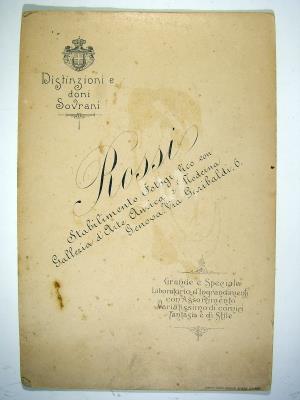 Distinzioni e
doni
Sovrani
Rossi
Stabilimento Fotografico con
Galleria d'Arte Antica e Moderna
Genova. Via Garibaldi. 6.
Grande e Speciale
Laboratorio d'Ingrandimenti
con Assortimento
Variatissimo di cornici
Fantasia e di Stile